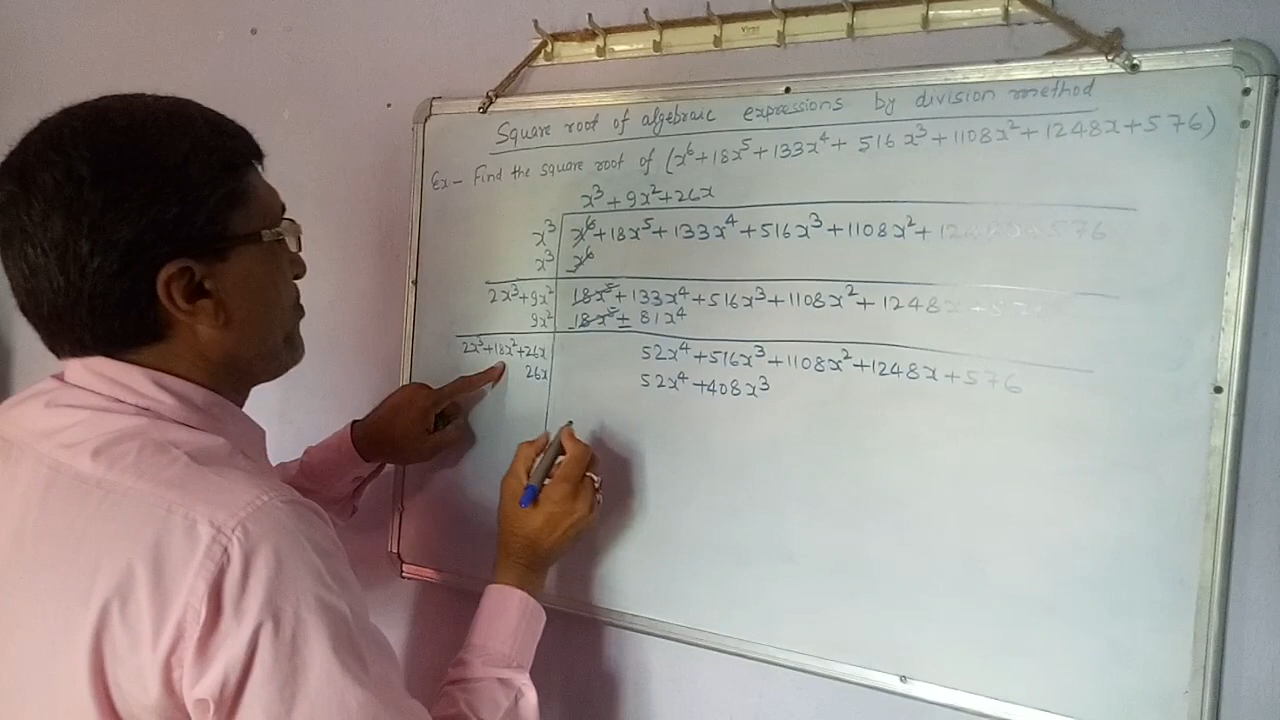 Square root of algebraic expressions by division method
Ex- Find the square root of (x⁶+18x⁵+133x⁴+516x³+1108x²+1248x+576)
x³+9x²+26x
x³ x⁶+18x⁵+133x⁴+516x³+1108x²+1248x+576
x³ x⁶
2x³+9x² 18x⁵+133x⁴+516x³+1108x²+1248x+576
9x² 18x⁵±81x⁴
2x³+18x²+26x 52x⁴+516x³+1108x²+1248x+576
26x 52x⁴+408x³